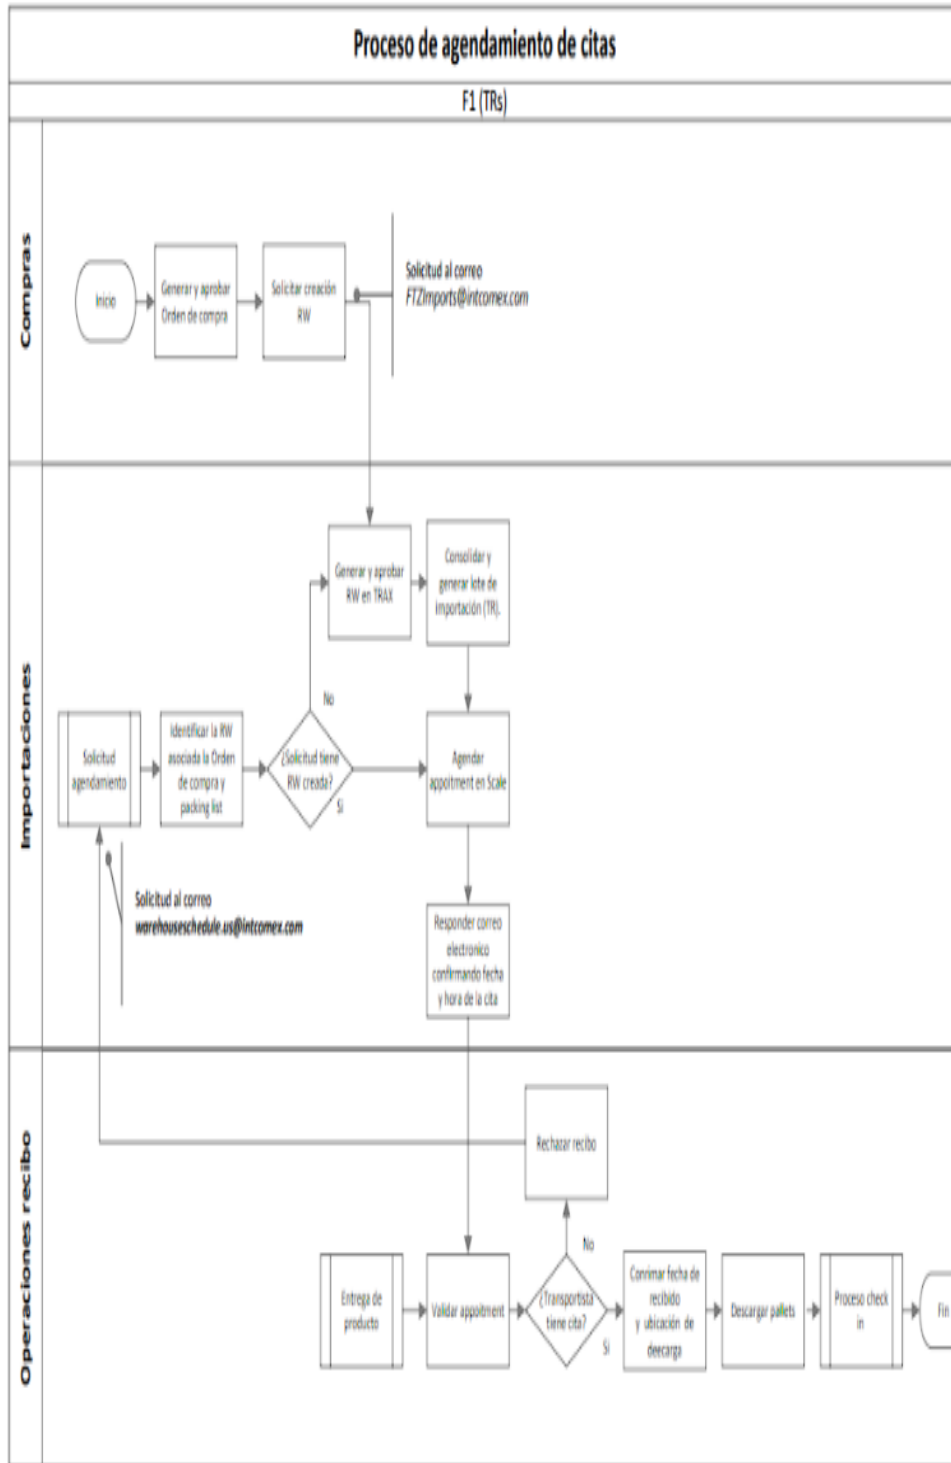 Proceso de agendamiento de citas
F1 (TRs)
Compras
Inicio
Generar y aprobar
Orden de compra
Solicitar creación
RW
Solicitud al correo
FTZImports@intcomex.com
Importaciones
Generar y aprobar
RW en TRAX
Consolidar y
generar lote de
importación (TR).
Solicitud
agendamiento
Identificar la RW
asociada la Orden
de compra y
packing list
¿Solicitud tiene
RW creada?
No
Si
Agendar
appoitment en Scale
Solicitud al correo
warehouseschedule.us@intcomex.com
Responder correo
electronico
confirmando fecha
y hora de la cita
Operaciones recibo
Rechazar recibo
Entrega de
producto
Validar appoitment
¿Transportista
tiene cita?
No
Si
Conrimar fecha de
recibido
y ubicación de
deecarga
Descargar pallets
Proceso check
in
Fin